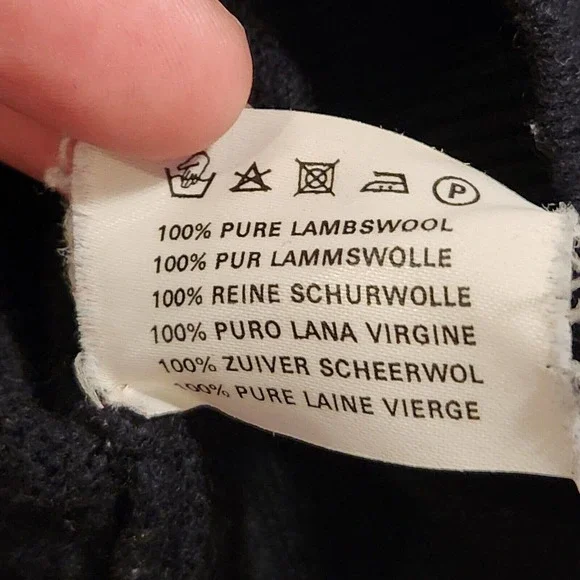 P
100% PURE LAMBSWOOL
100% PUR LAMMSWOLLE
100% REINE SCHURWOLLE
100% PURO LANA VIRGINE
100% ZUIVER SCHEERWOL
100% PURE LAINE VIERGE